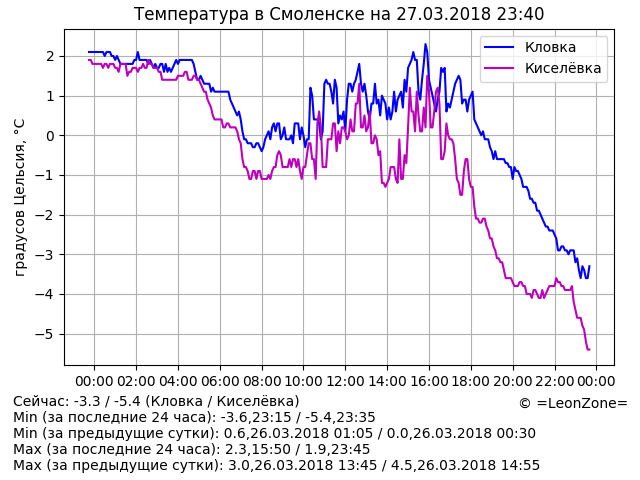 Температура в Смоленске на 27.03.2018 23:40
Кловка
Киселёвка
градусов Цельсия, °C
2
1
0
−1
−2
−3
−4
−5
00:00 02:00 04:00 06:00 08:00 10:00 12:00 14:00 16:00 18:00 20:00 22:00 00:00
Сейчас: -3.3 / -5.4 (Кловка / Киселёвка)
© =LeonZone=
Min (за последние 24 часа): -3.6,23:15 / -5.4,23:35
Min (за предыдущие сутки): 0.6,26.03.2018 01:05 / 0.0,26.03.2018 00:30
Max (за последние 24 часа): 2.3,15:50 / 1.9,23:45
Max (за предыдущие сутки): 3.0,26.03.2018 13:45 / 4.5,26.03.2018 14:55